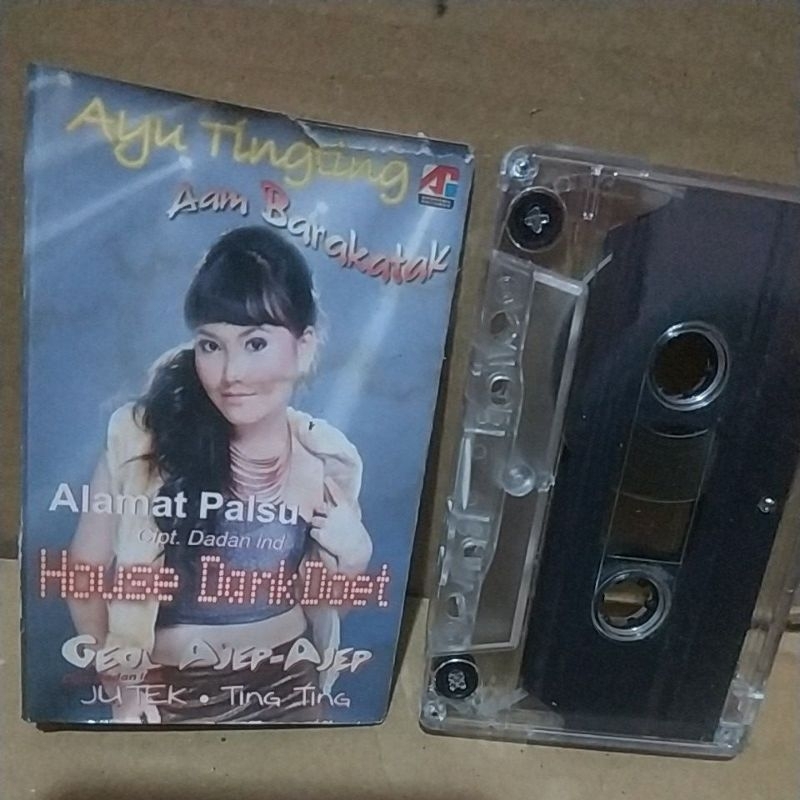 Ayu Tingting
Aam Barakatak
Alamat Palsu
Cipt. Dadan Ind
House DankDoet
GEOL AJEP-AJEP
JUTEK • TING TING